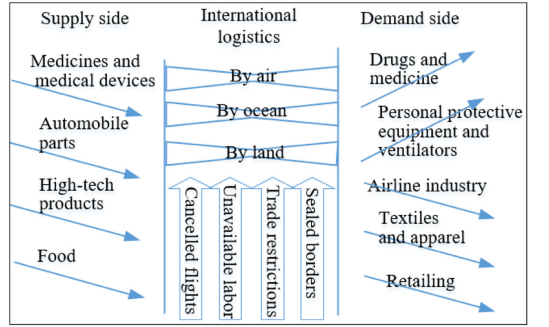 Supply side
International
logistics
Demand side
Medicines and
medical devices
Automobile
parts
High-tech
products
Food
By air
By ocean
By land
Cancelled flights
Unavailable labor
Trade restrictions
Sealed borders
Drugs and
medicine
Personal protective
equipment and
ventilators
Airline industry
Textiles
and apparel
Retailing